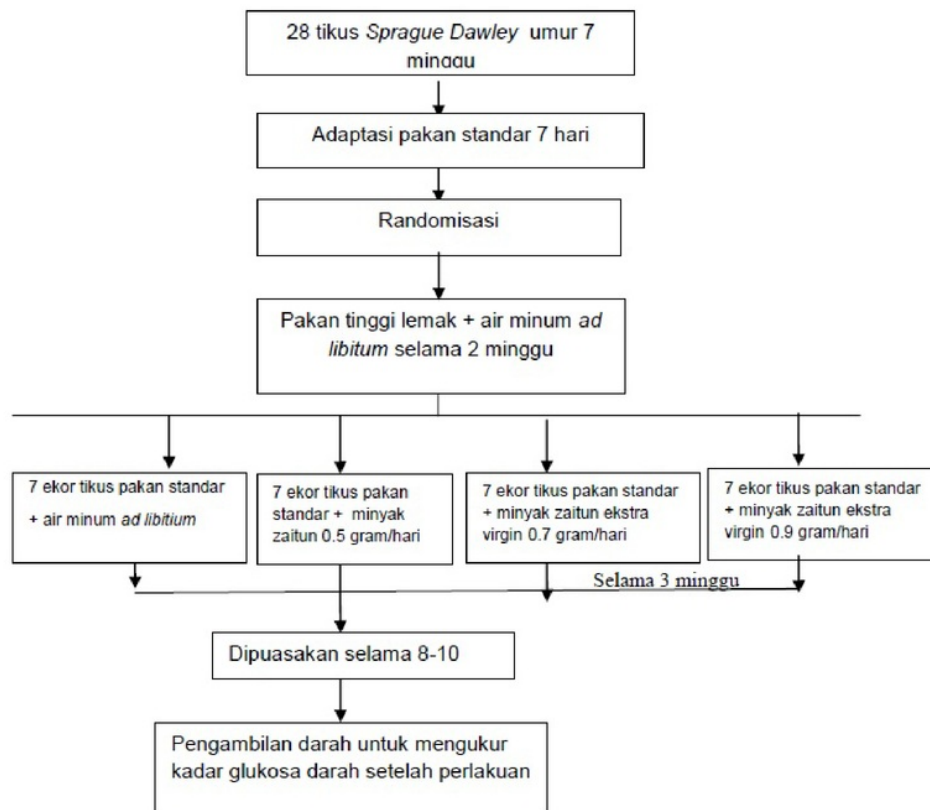 28 tikus Sprague Dawley umur 7
minggu
Adaptasi pakan standar 7 hari
Randomisasi
Pakan tinggi lemak + air minum ad
libitum selama 2 minggu
7 ekor tikus pakan standar
+ air minum ad libitium
7 ekor tikus pakan
standar + minyak
zaitun 0.5 gram/hari
7 ekor tikus pakan standar
+ minyak zaitun ekstra
virgin 0.7 gram/hari
7 ekor tikus pakan standar
+ minyak zaitun ekstra
virgin 0.9 gram/hari
Selama 3 minggu
Dipuasakan selama 8-10
Pengambilan darah untuk mengukur
kadar glukosa darah setelah perlakuan